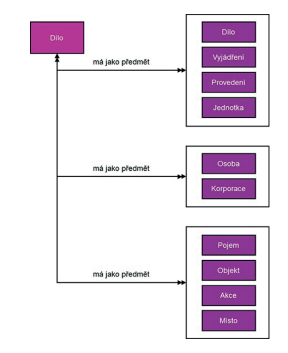 Dílo
má jako předmět
Dílo
Vyjádření
Provedení
Jednotka
má jako předmět
Osoba
Korporace
má jako předmět
Pojem
Objekt
Akce
Místo